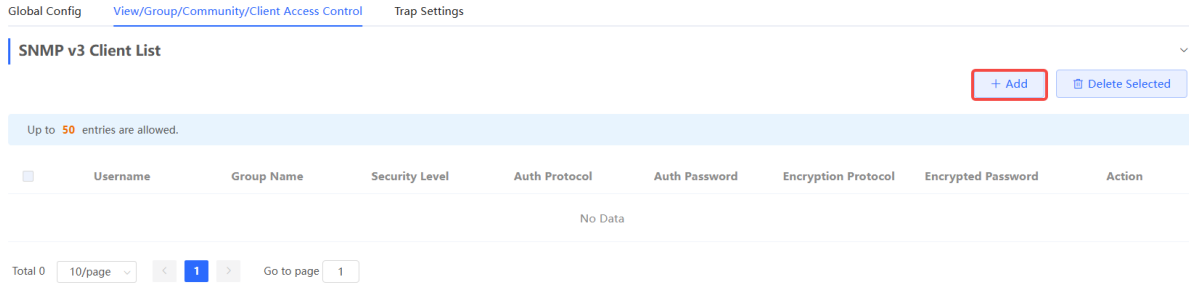 Global Config View/Group/Community/Client Access Control Trap Settings
SNMP v3 Client List
+ Add Delete Selected
Up to 50 entries are allowed.
Username Group Name Security Level Auth Protocol Auth Password Encryption Protocol Encrypted Password Action
No Data
Total 0 10/page < 1 > Go to page 1